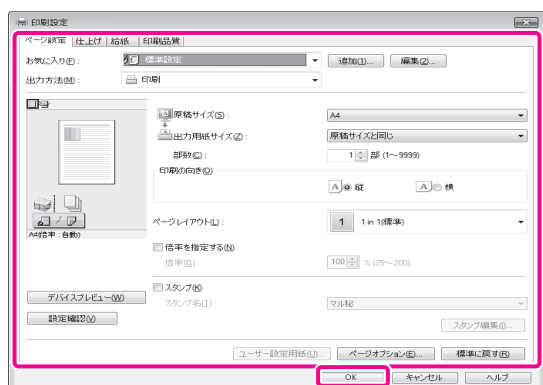 印刷設定
ページ設定 仕上げ 給紙 印刷品質
お気に入り(F): 標準設定 追加(1)... 編集(2)...
出力方法(M): 印刷
原稿サイズ(S): A4
出力用紙サイズ(Z): 原稿サイズと同じ
部数(C): 1 部 (1～9999)
印刷の向き(O)
A 縦 A 横
A4(倍率:自動)
ページレイアウト(L): 1 1 in 1(標準)
倍率を指定する(N)
倍率(G): 100 % (25～200)
デバイスプレビュー(W)
スタンプ(K)
スタンプ名(I): マル秘
設定確認(V)
スタンプ編集(J)...
ユーザー設定用紙(U)... ページオプション(E)... 標準に戻す(R)
OK キャンセル ヘルプ